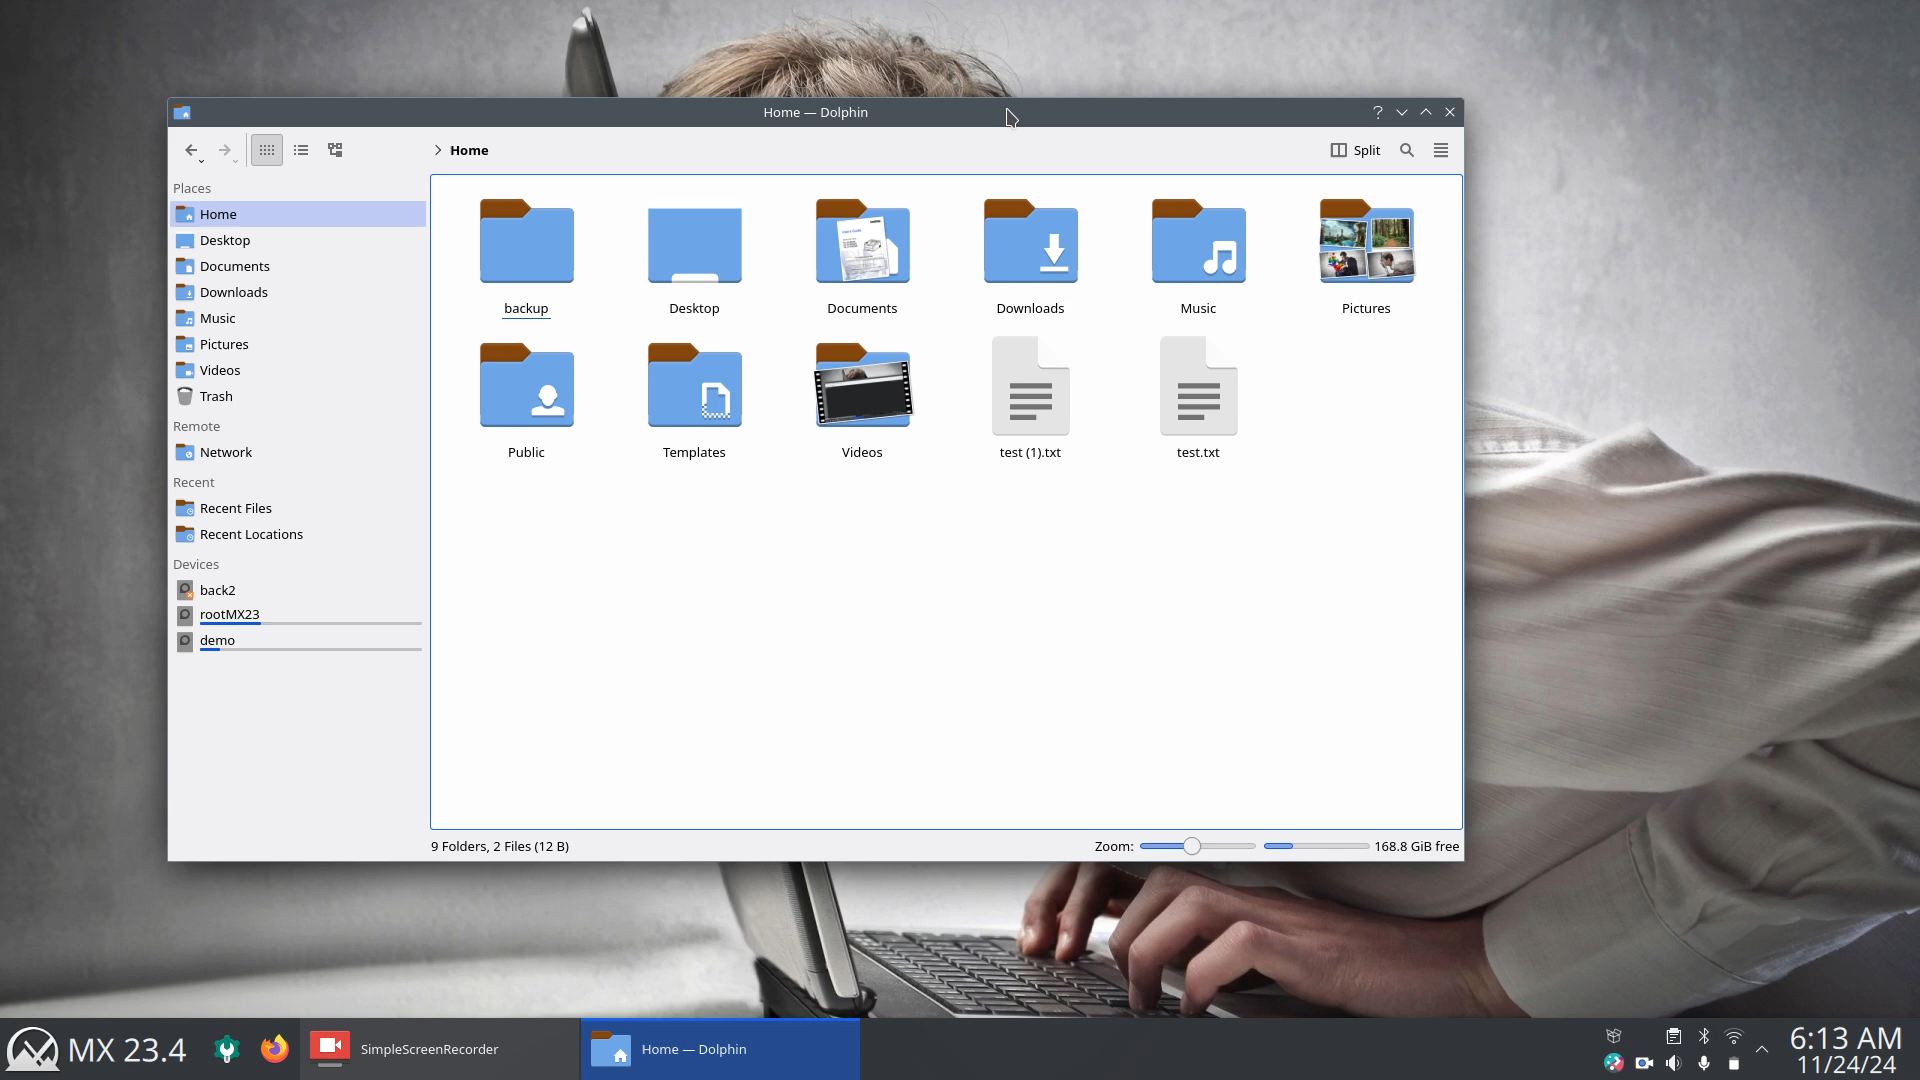 Home — Dolphin
Home
Split
Places
Home
Desktop
Documents
Downloads
Music
Pictures
Videos
Trash
Remote
Network
Recent
Recent Files
Recent Locations
Devices
back2
rootMX23
demo
backup
Desktop
Documents
Downloads
Music
Pictures
Public
Templates
Videos
test (1).txt
test.txt
9 Folders, 2 Files (12 B)
Zoom:
168.8 GiB free
MX 23.4
SimpleScreenRecorder
Home — Dolphin
6:13 AM
11/24/24